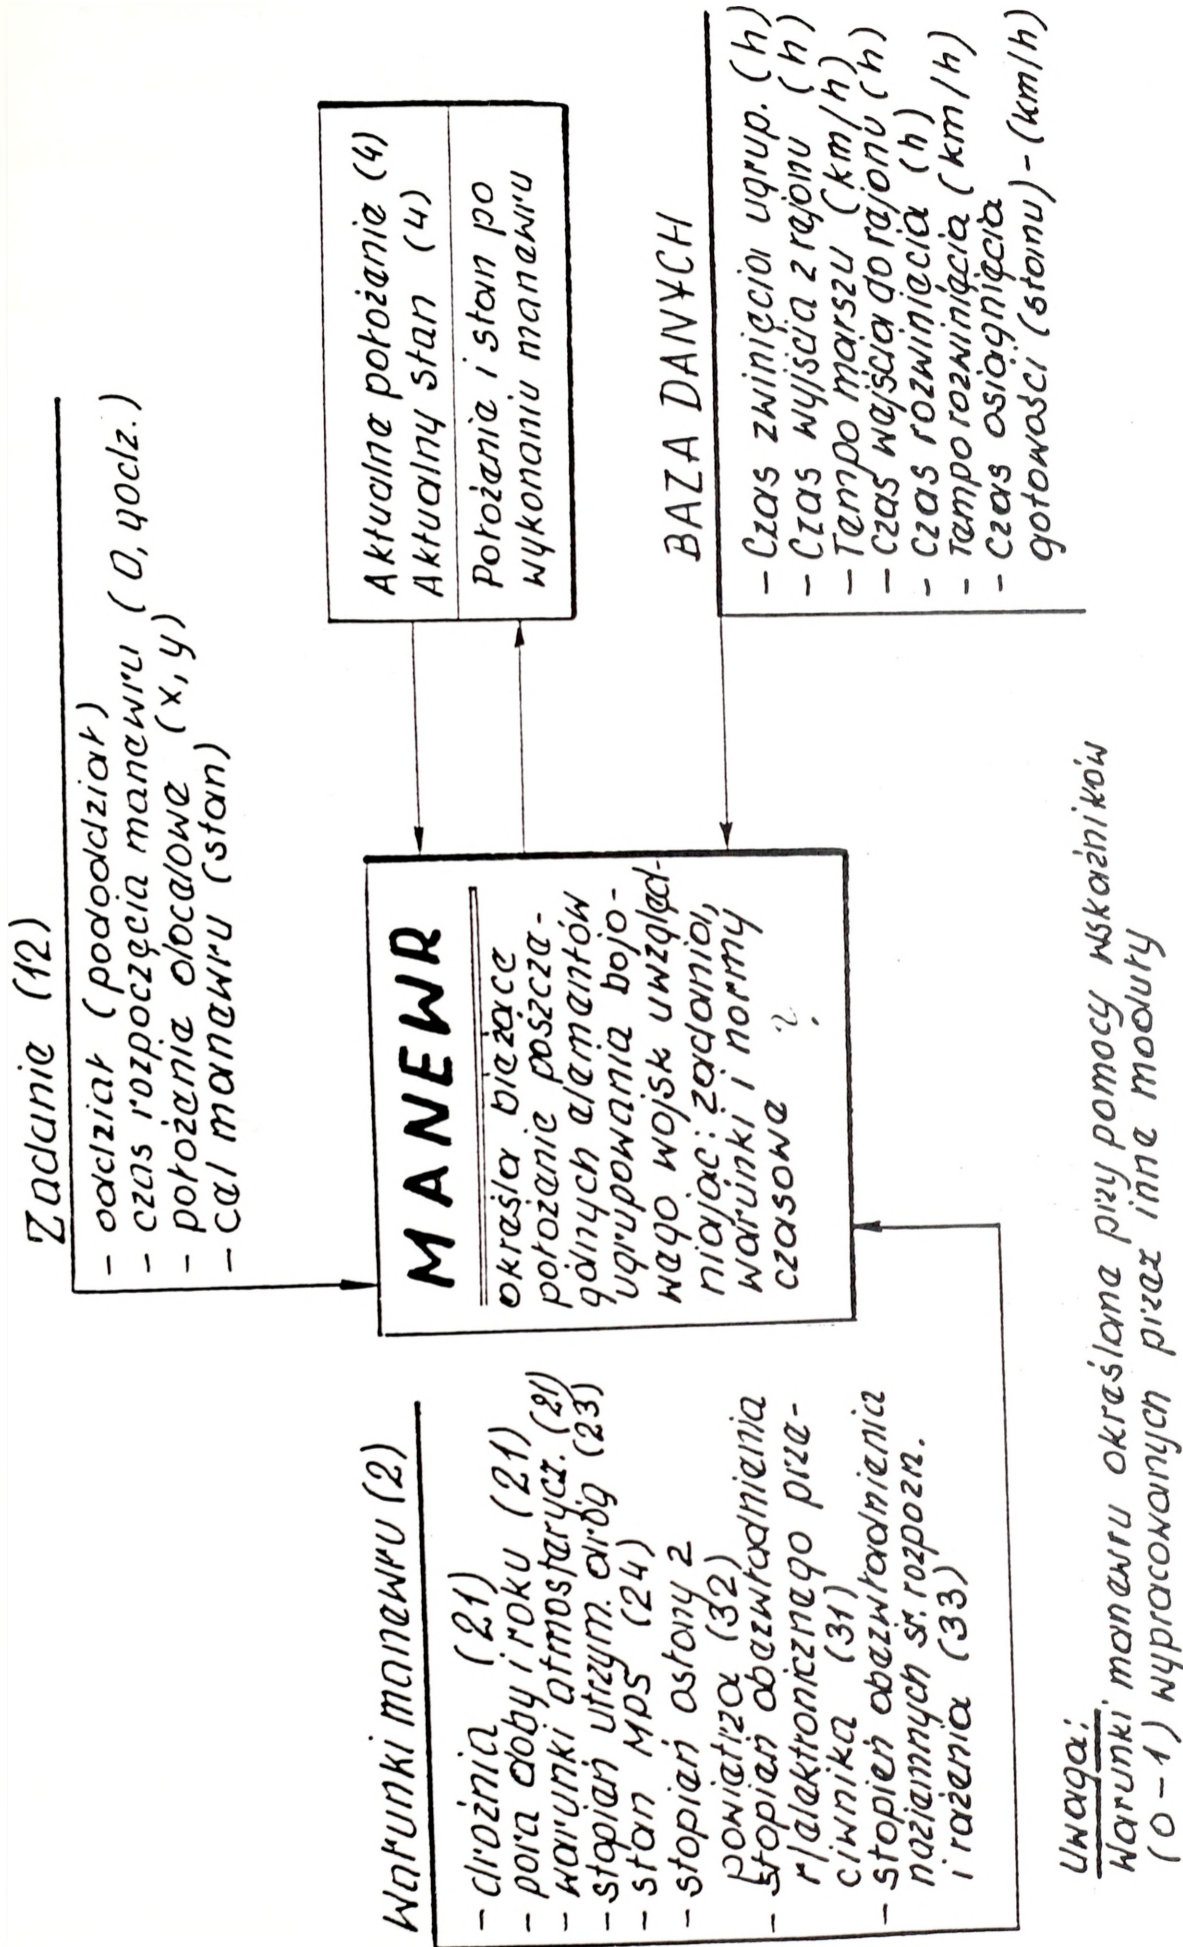 Zadanie (12)
- oddział (pododdział)
- czas rozpoczęcia manewru (D, godz.)
- położenie docelowe (x, y)
- cel manewru (stan)
Warunki manewru (2)
- drożnia (21)
- pora doby i roku (21)
- warunki atmosferycz. (21)
- stopień utrzym. dróg (23)
- stan MPS (24)
- stopień osłony z
powietrza (32)
- stopień obezwładnienia
r/elektronicznego prze-
ciwnika (31)
- stopień obezwładnienia
naziemnych śr. rozpozn.
i rażenia (33)
MANEWR
określa bieżące
położenie poszcze-
gólnych elementów
ugrupowania bojo-
wego wojsk uwzględ-
niając: zadania,
warunki i normy
czasowe ?
Aktualne położenie (4)
Aktualny stan (4)
Położenie i stan po
wykonaniu manewru
BAZA DANYCH
- Czas zwinięcia ugrup. (h)
- Czas wyjścia z rejonu (h)
- Tempo marszu (km/h)
- Czas wejścia do rejonu (h)
- Czas rozwinięcia (h)
- Tempo rozwinięcia (km/h)
- Czas osiągnięcia
gotowości (stanu) - (km/h)
Uwaga:
Warunki manewru określone przy pomocy wskaźników
(0-1) wypracowanych przez inne moduły